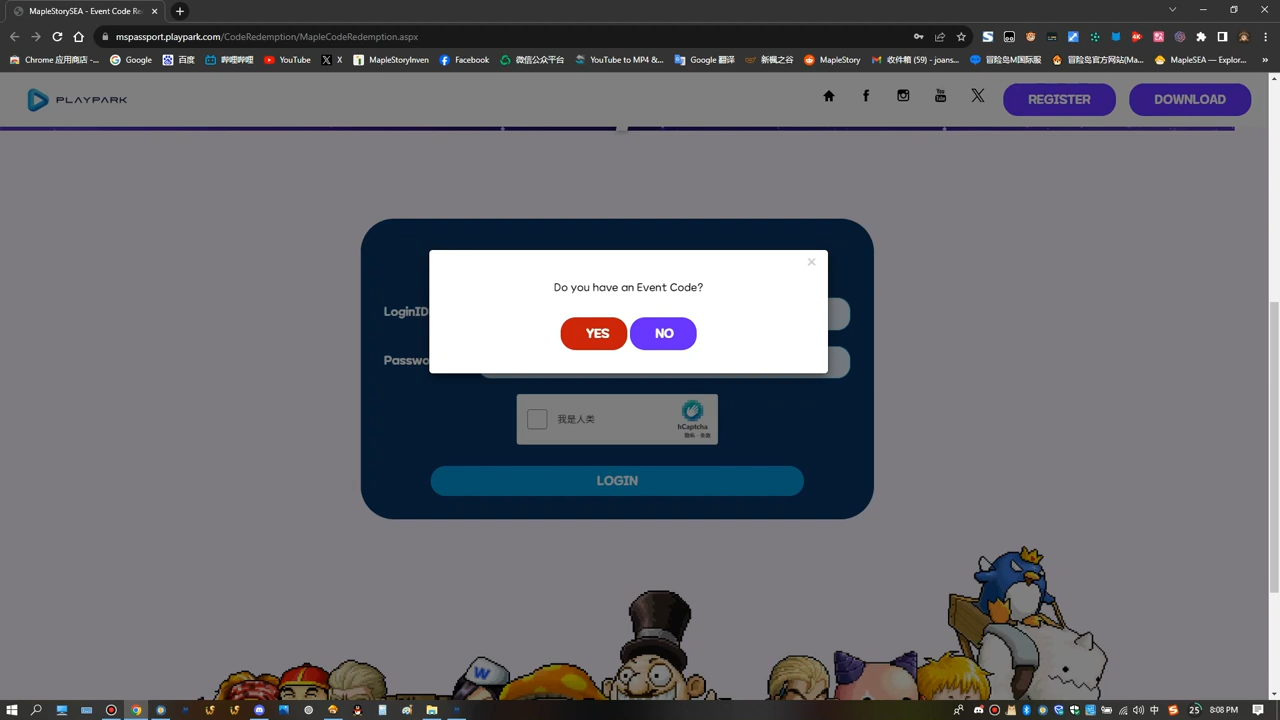 MapleStorySEA - Event Code Re
mspassport.playpark.com/CodeRedemption/MapleCodeRedemption.aspx
Chrome 应用商店 -... Google 百度 哔哩哔哩 YouTube X MapleStoryInven Facebook 微信公众平台 YouTube to MP4 &... Google 翻译 新枫之谷 MapleStory 收件箱 (59) - joans... 冒险岛M国际服 冒险岛官方网站(Ma... MapleSEA — Explor... »
PLAYPARK
REGISTER
DOWNLOAD
Do you have an Event Code?
YES
NO
LoginID
Passwo
我是人类
hCaptcha
LOGIN
W
中
8:08 PM